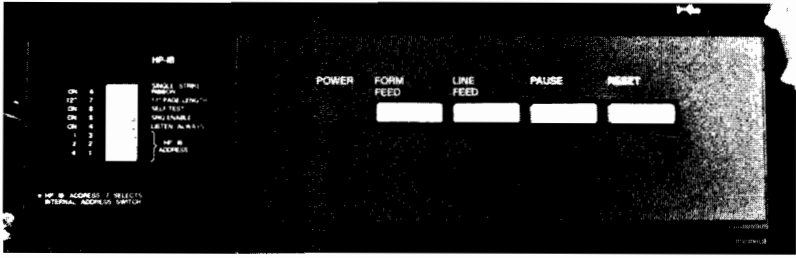 HP-IB
SINGLE STRIKE
ON 8 RIBBON
12" 7 11" PAGE LENGTH
ON 6 SELF TEST
ON 5 SRQ ENABLE
ON 4 LISTEN ALWAYS
1 3
2 2 HP IB
4 1 ADDRESS
* HP IB ADDRESS 7 SELECTS
INTERNAL ADDRESS SWITCH
POWER FORM FEED LINE FEED PAUSE RESET